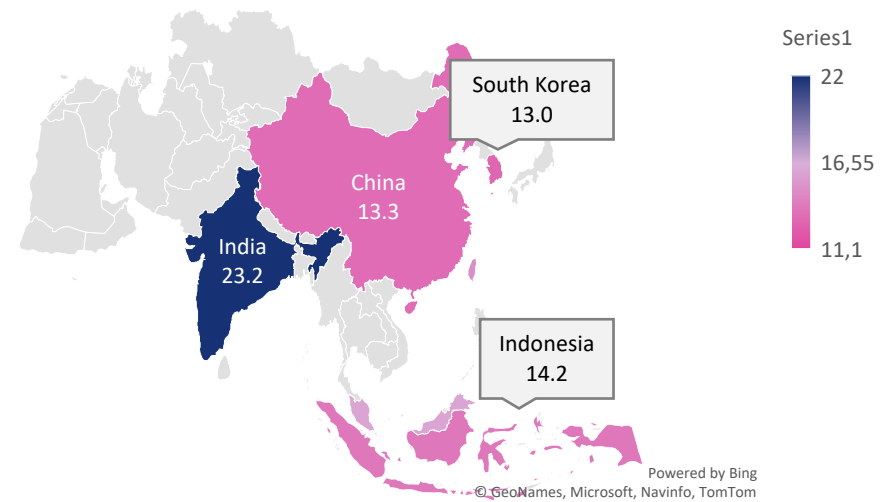 Series1
22
16,55
11,1
South Korea
13.0
China
13.3
India
23.2
Indonesia
14.2
Powered by Bing
© GeoNames, Microsoft, Navinfo, TomTom